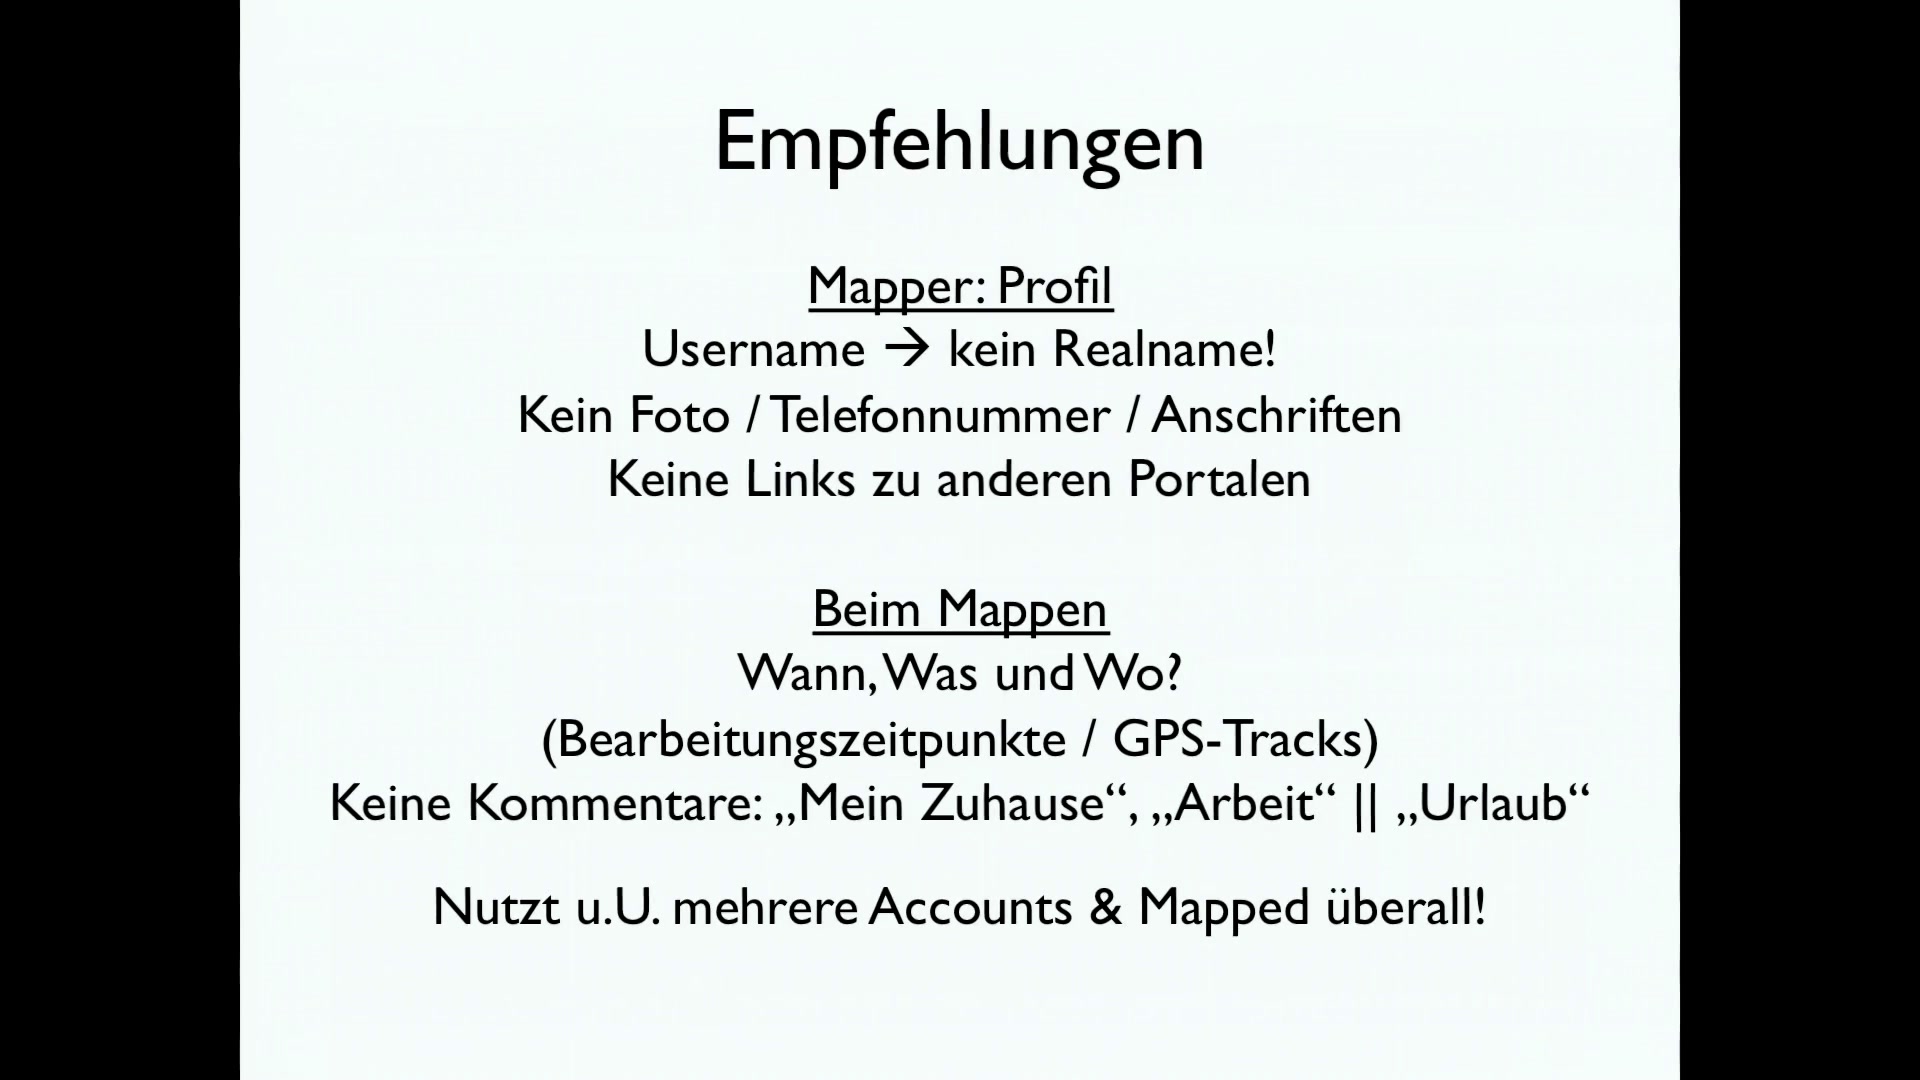 Empfehlungen
Mapper: Profil
Username → kein Realname!
Kein Foto / Telefonnummer / Anschriften
Keine Links zu anderen Portalen
Beim Mappen
Wann, Was und Wo?
(Bearbeitungszeitpunkte / GPS-Tracks)
Keine Kommentare: „Mein Zuhause“, „Arbeit“ || „Urlaub“
Nutzt u.U. mehrere Accounts & Mapped überall!